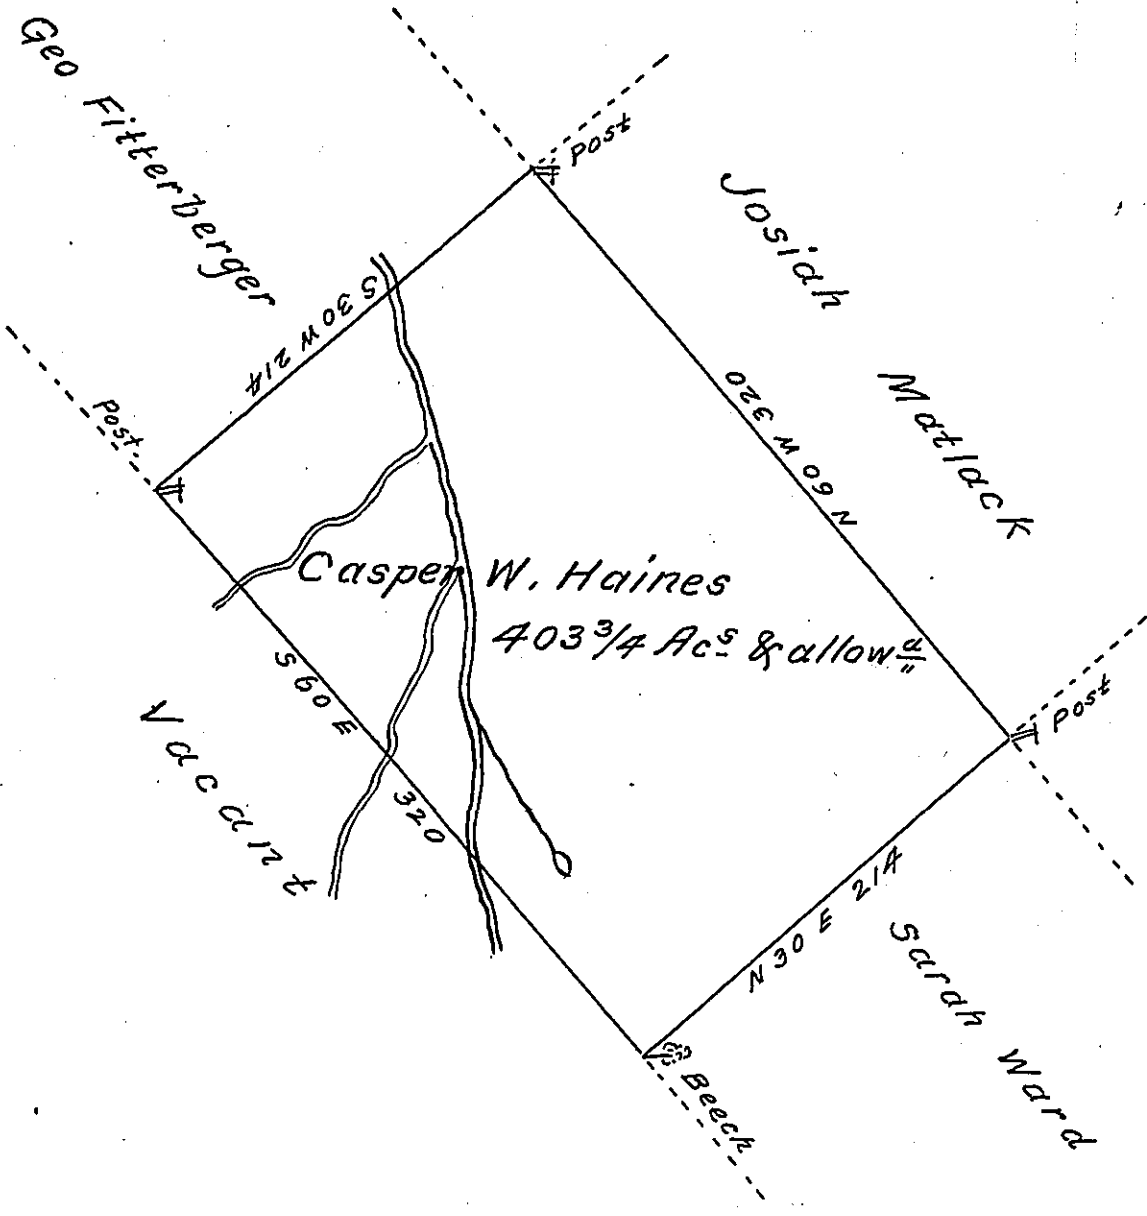 Geo Fitterberger
Post
Josiah Matlack
S 30 W 214
Post.
N 60 W 320
Casper W. Haines
403 3/4 Acs & allowa
S 60 E 320
Vacant
Post
N 30 E 214
Sarah Ward
Beech